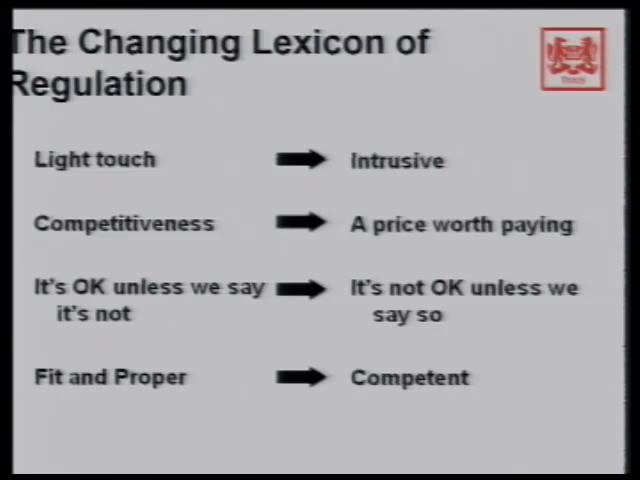 The Changing Lexicon of
Regulation
Light touch
Intrusive
Competitiveness
A price worth paying
It's OK unless we say
it's not
It's not OK unless we
say so
Fit and Proper
Competent